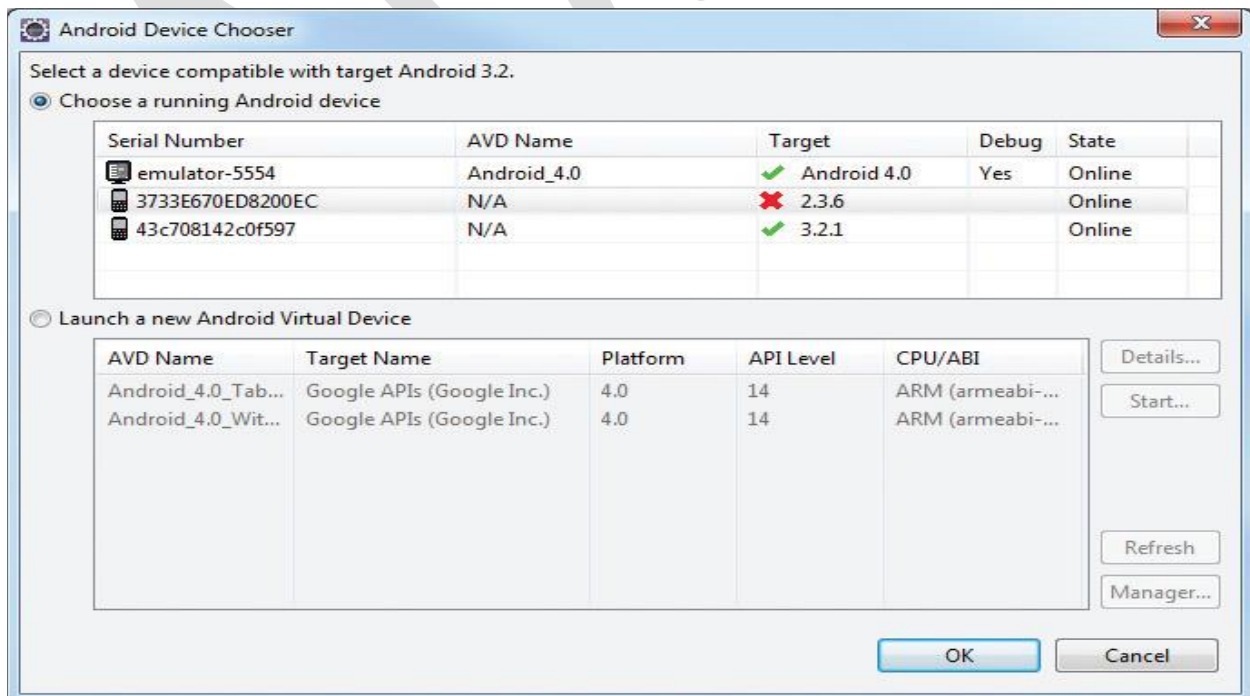 Android Device Chooser
Select a device compatible with target Android 3.2.
Choose a running Android device
Serial Number AVD Name Target Debug State
emulator-5554 Android_4.0 Android 4.0 Yes Online
3733E670ED8200EC N/A 2.3.6 Online
43c708142c0f597 N/A 3.2.1 Online
Launch a new Android Virtual Device
AVD Name Target Name Platform API Level CPU/ABI Details...
Android_4.0_Tab... Google APIs (Google Inc.) 4.0 14 ARM (armeabi-...
Start...
Android_4.0_Wit... Google APIs (Google Inc.) 4.0 14 ARM (armeabi-...
Refresh
Manager...
OK Cancel